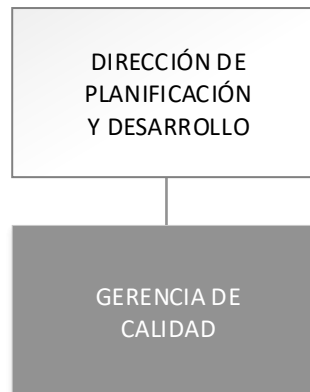 DIRECCIÓN DE
PLANIFICACIÓN
Y DESARROLLO
GERENCIA DE
CALIDAD